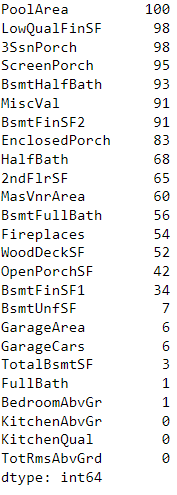 PoolArea 100
LowQualFinSF 98
3SsnPorch 98
ScreenPorch 95
BsmtHalfBath 93
MiscVal 91
BsmtFinSF2 91
EnclosedPorch 83
HalfBath 68
2ndFlrSF 65
MasVnrArea 60
BsmtFullBath 56
Fireplaces 54
WoodDeckSF 52
OpenPorchSF 42
BsmtFinSF1 34
BsmtUnfSF 7
GarageArea 6
GarageCars 6
TotalBsmtSF 3
FullBath 1
BedroomAbvGr 1
KitchenAbvGr 0
KitchenQual 0
TotRmsAbvGrd 0
dtype: int64